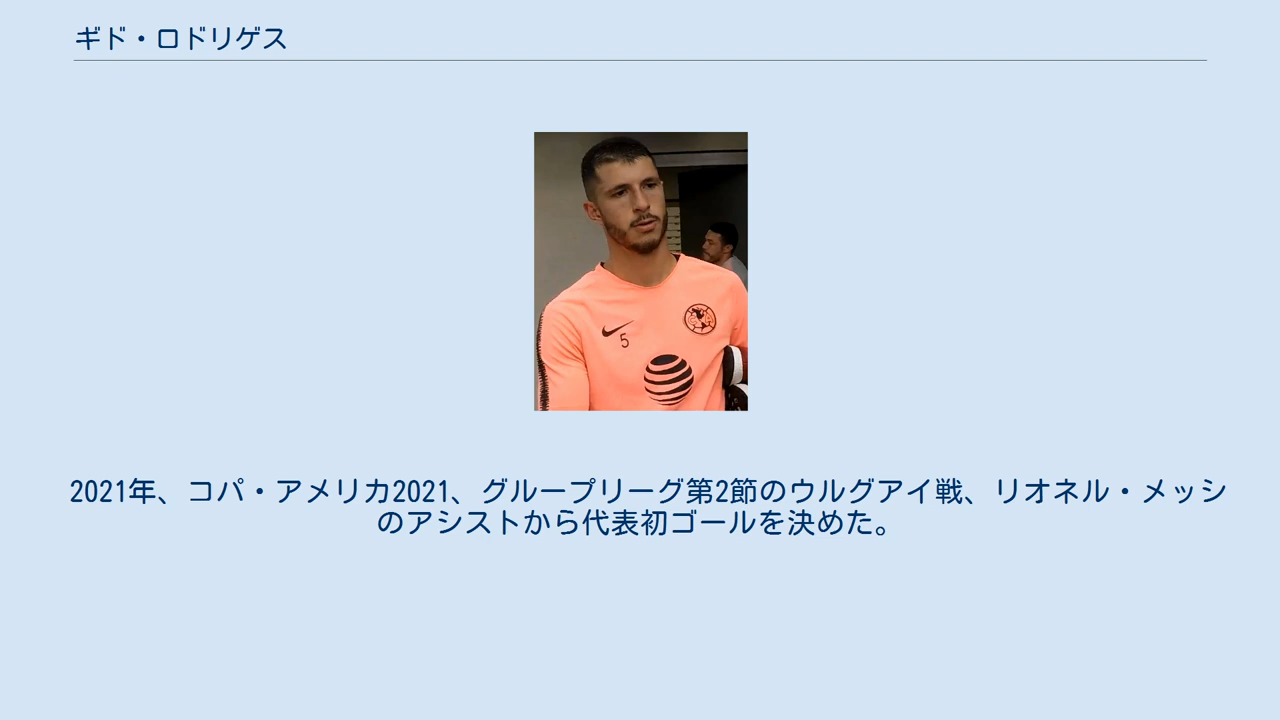 ギド・ロドリゲス
5
2021年、コパ・アメリカ2021、グループリーグ第2節のウルグアイ戦、リオネル・メッシ
のアシストから代表初ゴールを決めた。